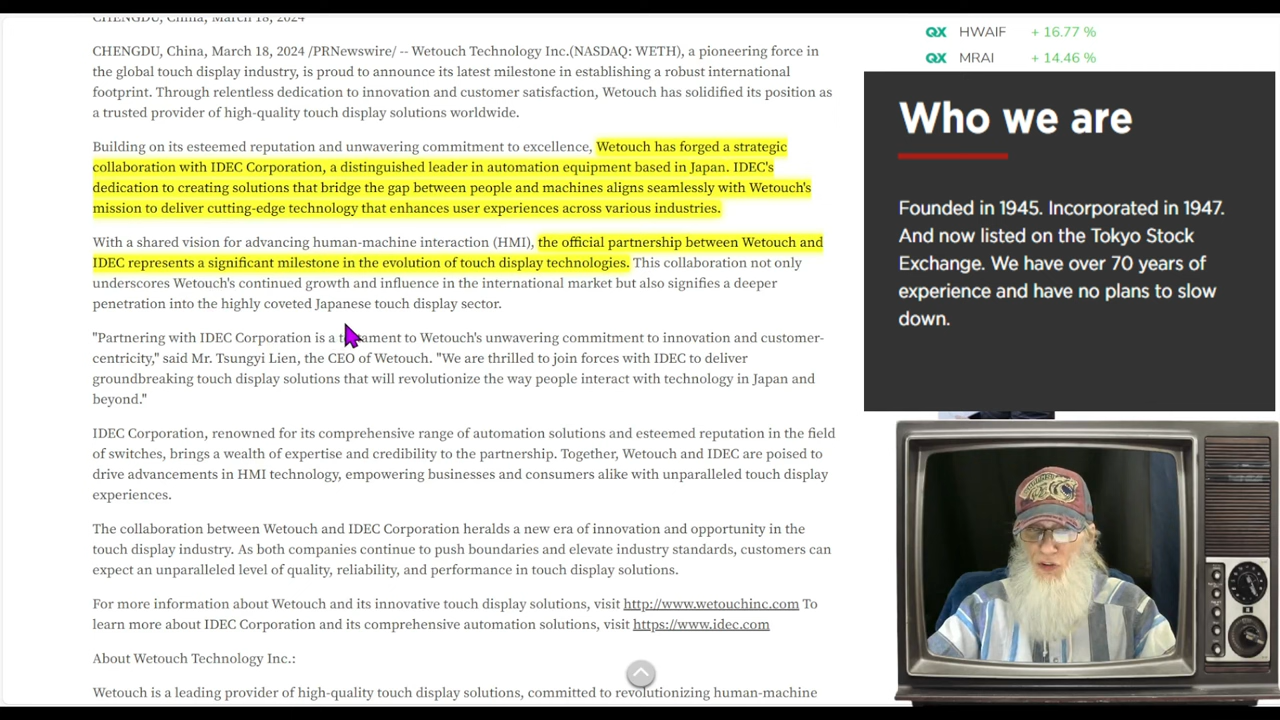 CHENGDU, China, March 18, 2024
CHENGDU, China, March 18, 2024 /PRNewswire/ -- Wetouch Technology Inc.(NASDAQ: WETH), a pioneering force in
the global touch display industry, is proud to announce its latest milestone in establishing a robust international
footprint. Through relentless dedication to innovation and customer satisfaction, Wetouch has solidified its position as
a trusted provider of high-quality touch display solutions worldwide.
Building on its esteemed reputation and unwavering commitment to excellence, Wetouch has forged a strategic
collaboration with IDEC Corporation, a distinguished leader in automation equipment based in Japan. IDEC's
dedication to creating solutions that bridge the gap between people and machines aligns seamlessly with Wetouch's
mission to deliver cutting-edge technology that enhances user experiences across various industries.
With a shared vision for advancing human-machine interaction (HMI), the official partnership between Wetouch and
IDEC represents a significant milestone in the evolution of touch display technologies. This collaboration not only
underscores Wetouch's continued growth and influence in the international market but also signifies a deeper
penetration into the highly coveted Japanese touch display sector.
"Partnering with IDEC Corporation is a testament to Wetouch's unwavering commitment to innovation and customer-
centricity," said Mr. Tsungyi Lien, the CEO of Wetouch. "We are thrilled to join forces with IDEC to deliver
groundbreaking touch display solutions that will revolutionize the way people interact with technology in Japan and
beyond."
IDEC Corporation, renowned for its comprehensive range of automation solutions and esteemed reputation in the field
of switches, brings a wealth of expertise and credibility to the partnership. Together, Wetouch and IDEC are poised to
drive advancements in HMI technology, empowering businesses and consumers alike with unparalleled touch display
experiences.
The collaboration between Wetouch and IDEC Corporation heralds a new era of innovation and opportunity in the
touch display industry. As both companies continue to push boundaries and elevate industry standards, customers can
expect an unparalleled level of quality, reliability, and performance in touch display solutions.
For more information about Wetouch and its innovative touch display solutions, visit http://www.wetouchinc.com To
learn more about IDEC Corporation and its comprehensive automation solutions, visit https://www.idec.com
About Wetouch Technology Inc.:
Wetouch is a leading provider of high-quality touch display solutions, committed to revolutionizing human-machine
QX HWAIF + 16.77 %
QX MRAI + 14.46 %
Who we are
Founded in 1945. Incorporated in 1947.
And now listed on the Tokyo Stock
Exchange. We have over 70 years of
experience and have no plans to slow
down.